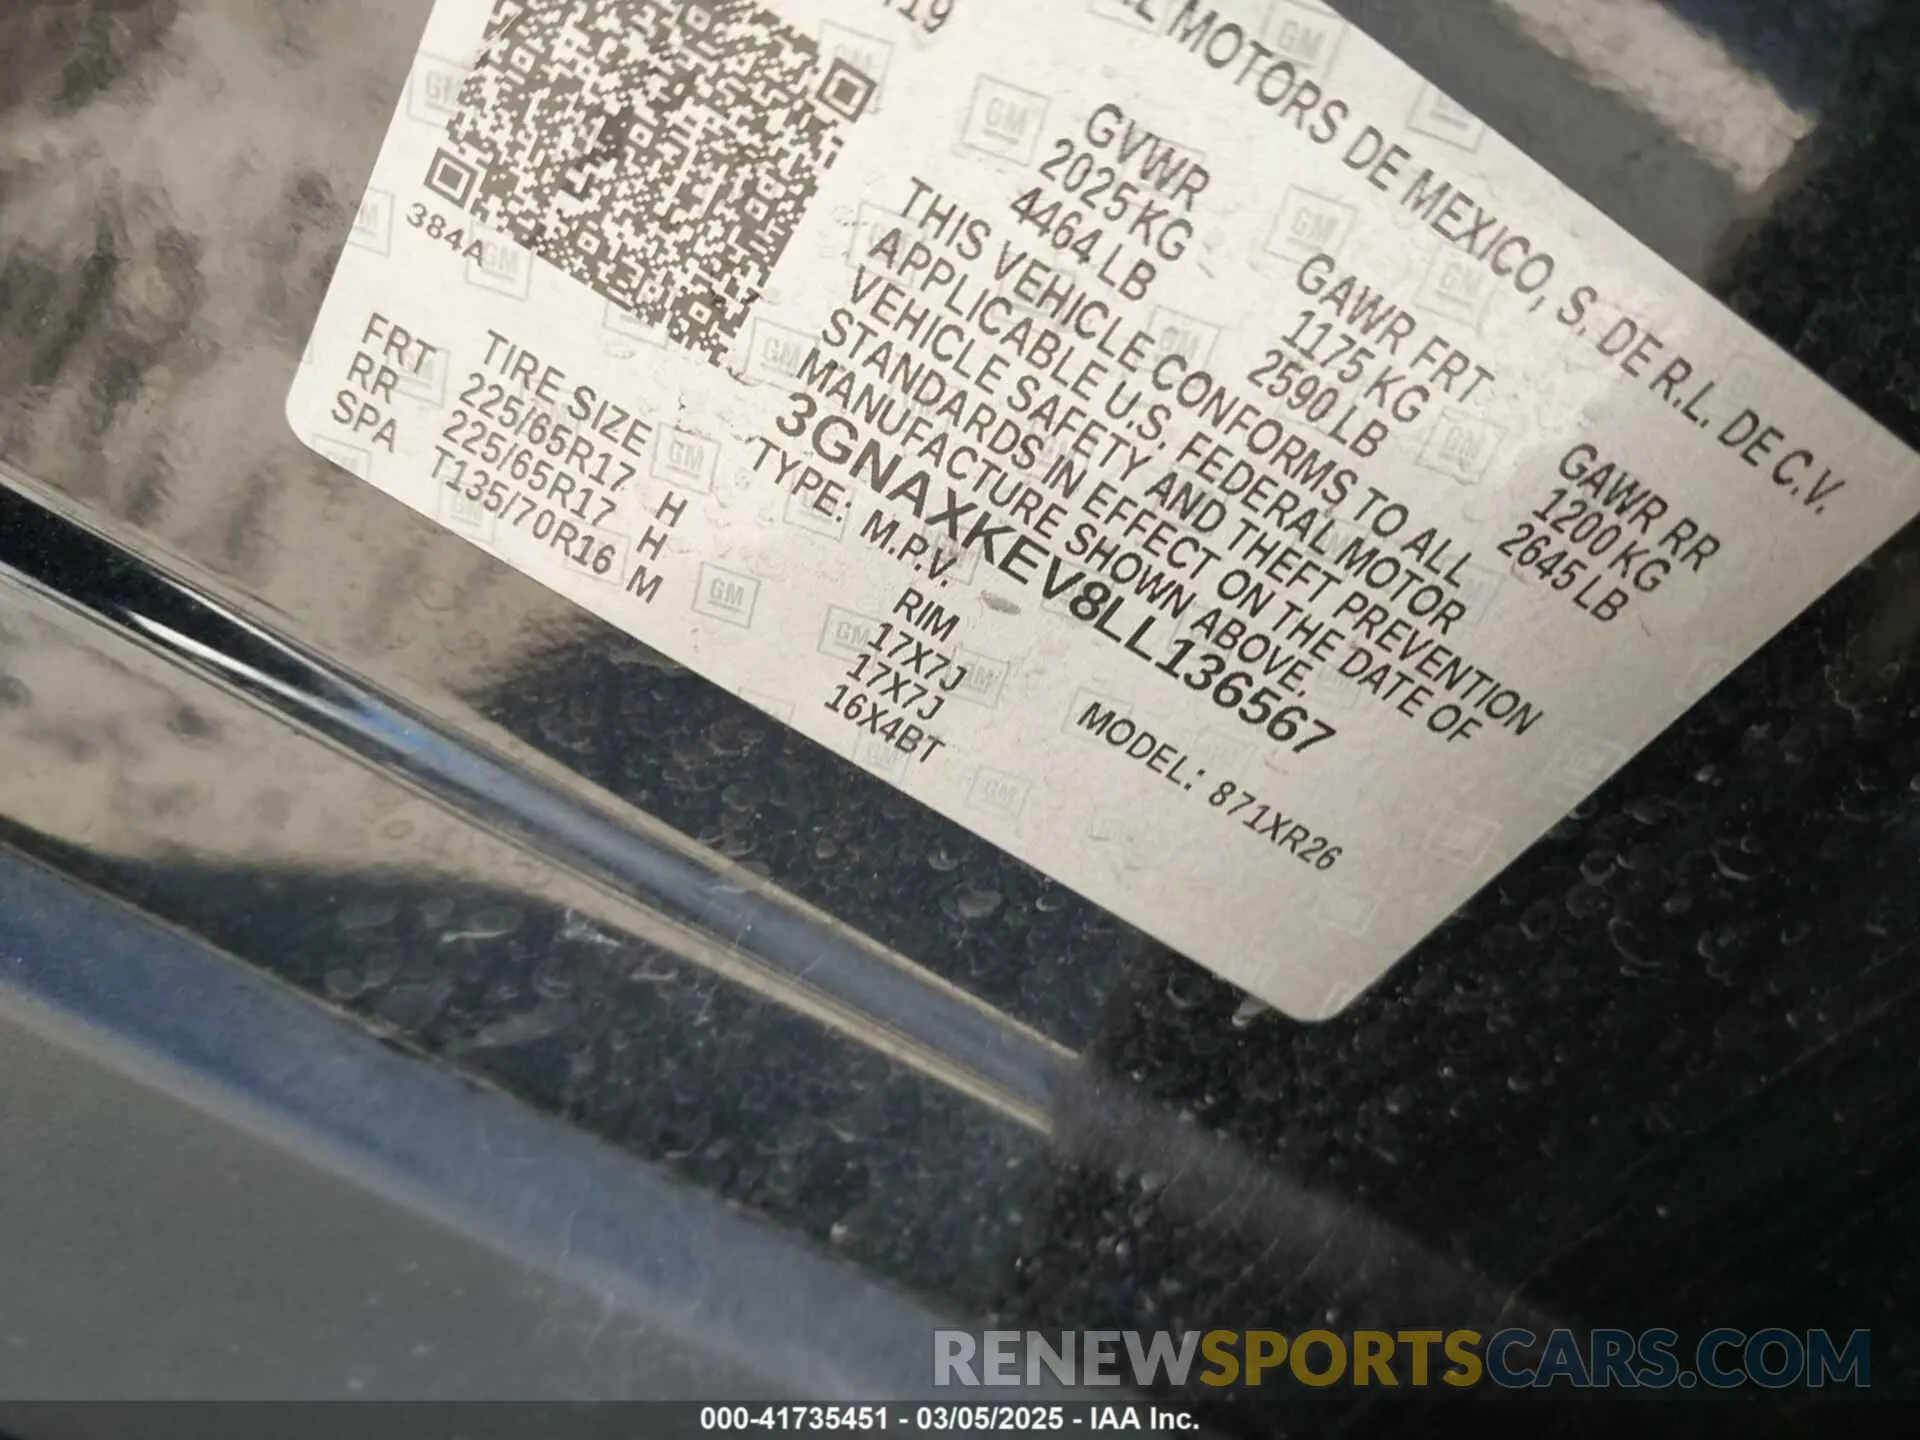 19
MOTORS DE MEXICO, S. DE R.L. DE C.V.
GVWR GAWR FRT GAWR RR
2025 KG 1175 KG 1200 KG
4464 LB 2590 LB 2645 LB
THIS VEHICLE CONFORMS TO ALL
APPLICABLE U.S. FEDERAL MOTOR
VEHICLE SAFETY AND THEFT PREVENTION
STANDARDS IN EFFECT ON THE DATE OF
MANUFACTURE SHOWN ABOVE.
3GNAXKEV8LL136567
TYPE: M.P.V. MODEL: 871XR26
384A
TIRE SIZE RIM
FRT 225/65R17 H 17X7J
RR 225/65R17 H 17X7J
SPA T135/70R16 M 16X4BT
GM
RENEWSPORTSCARS.COM
000-41735451 - 03/05/2025 - IAA Inc.